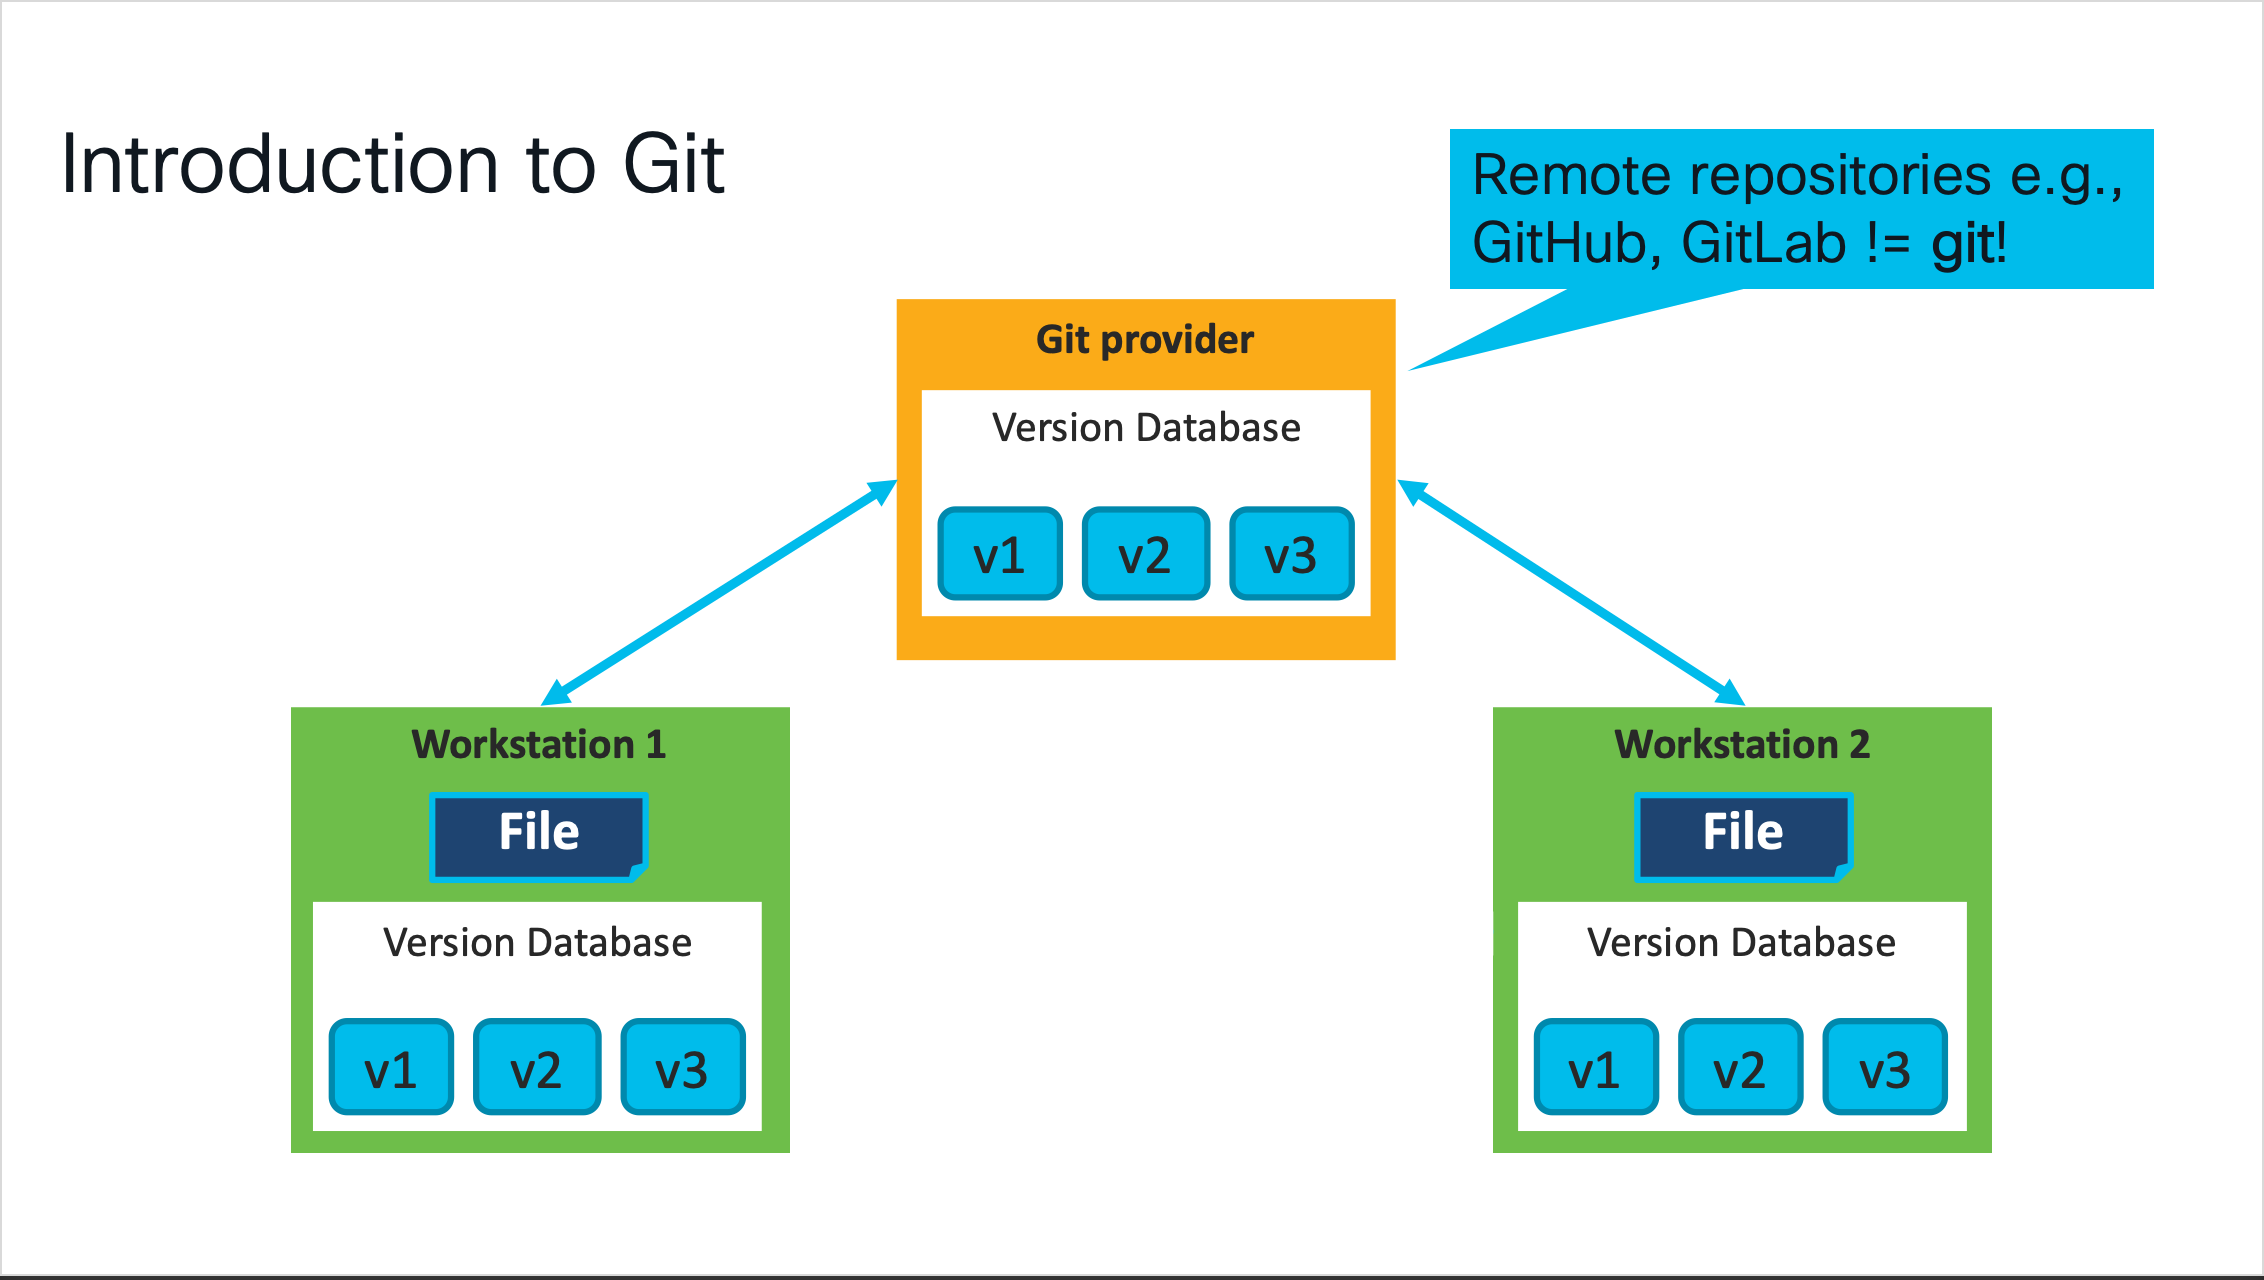 Introduction to Git
Remote repositories e.g.,
GitHub, GitLab != git!
Git provider
Version Database
v1
v2
v3
Workstation 1
File
Version Database
v1
v2
v3
Workstation 2
File
Version Database
v1
v2
v3